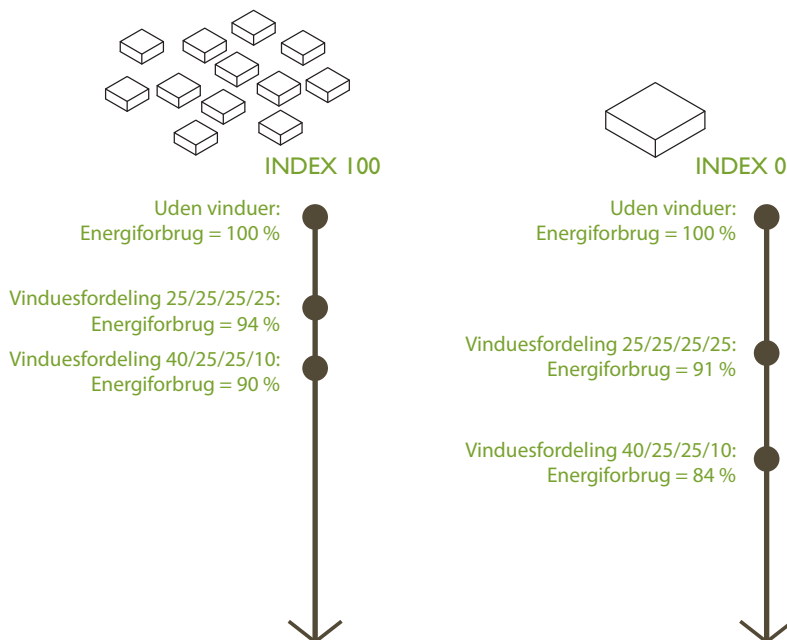 INDEX 100
Uden vinduer:
Energiforbrug = 100 %
Vinduesfordeling 25/25/25/25:
Energiforbrug = 94 %
Vinduesfordeling 40/25/25/10:
Energiforbrug = 90 %
INDEX 0
Uden vinduer:
Energiforbrug = 100 %
Vinduesfordeling 25/25/25/25:
Energiforbrug = 91 %
Vinduesfordeling 40/25/25/10:
Energiforbrug = 84 %